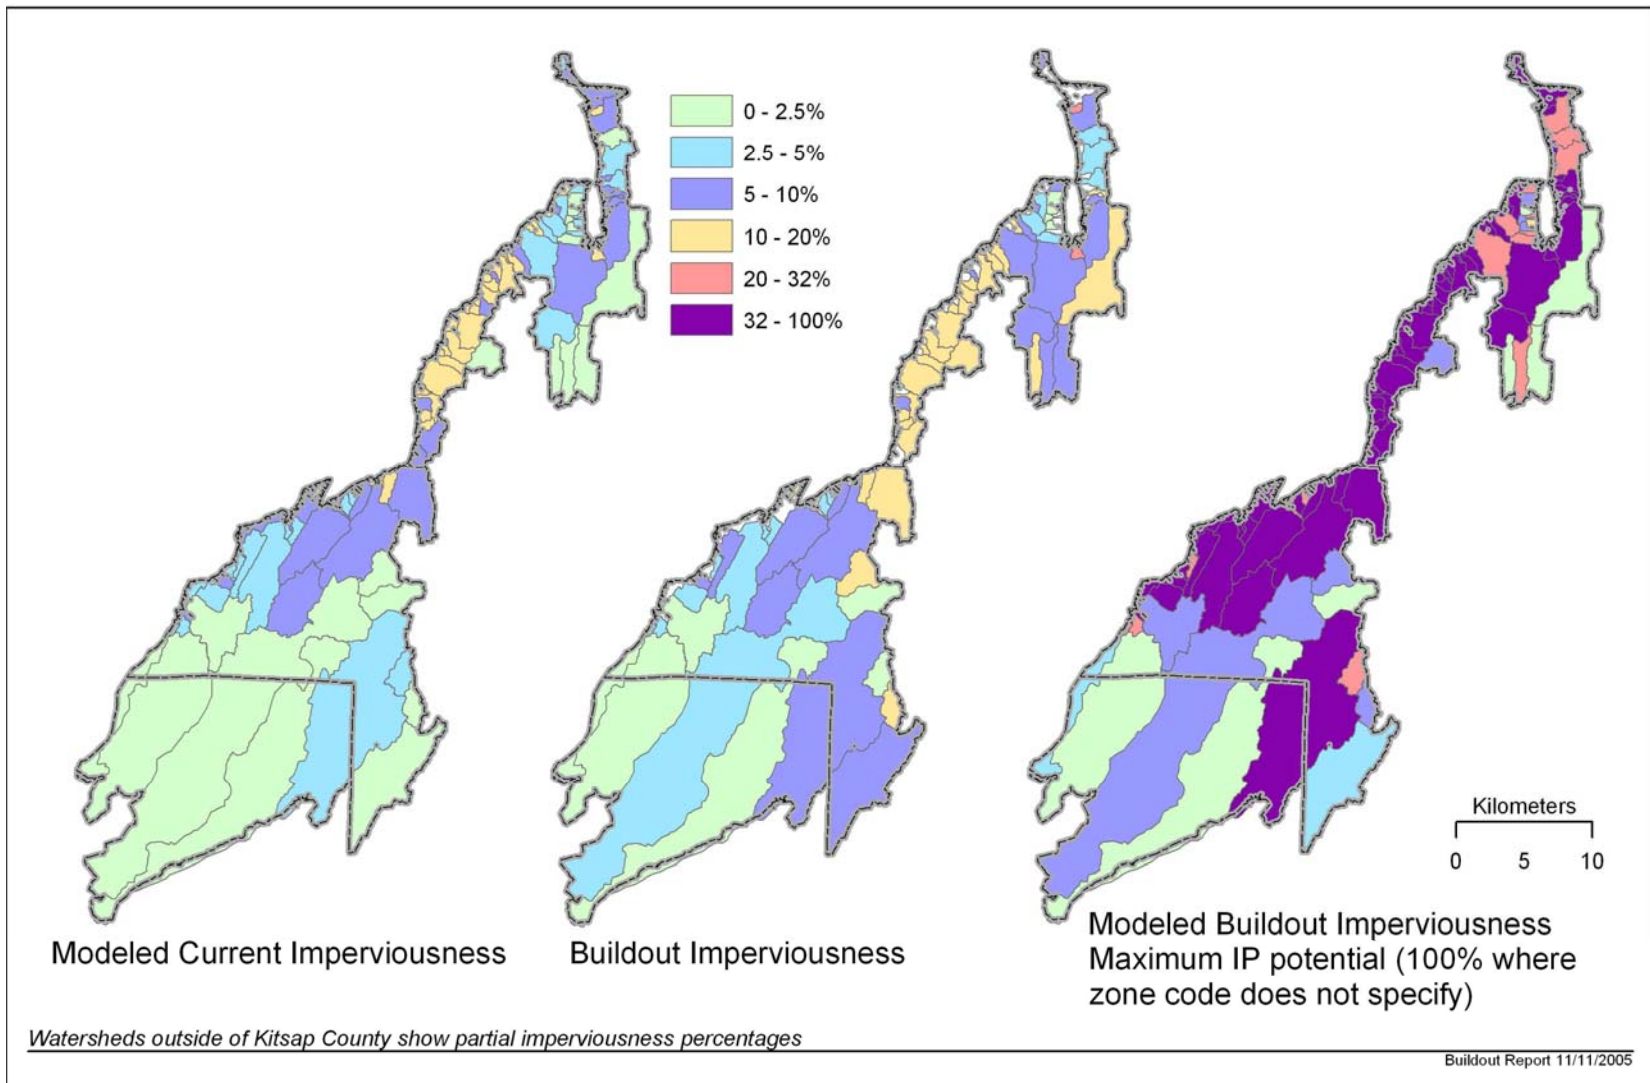 0 - 2.5%
2.5 - 5%
5 - 10%
10 - 20%
20 - 32%
32 - 100%
Kilometers
0 5 10
Modeled Current Imperviousness
Buildout Imperviousness
Modeled Buildout Imperviousness
Maximum IP potential (100% where
zone code does not specify)
Watersheds outside of Kitsap County show partial imperviousness percentages
Buildout Report 11/11/2005